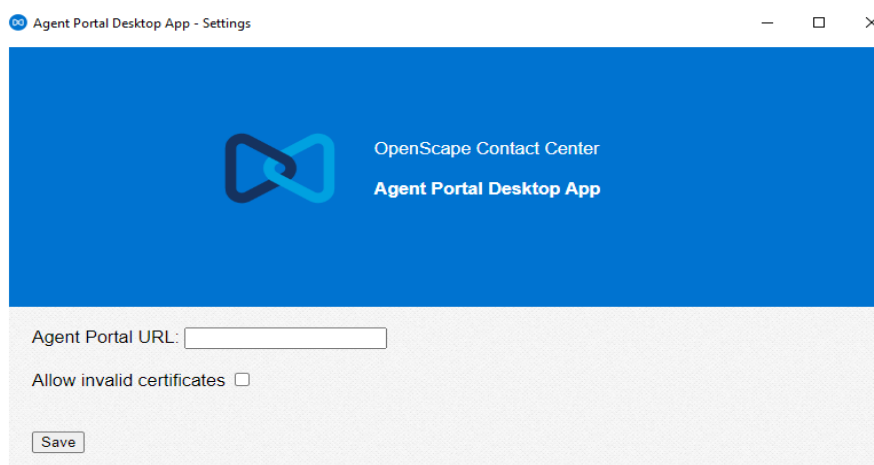 Agent Portal Desktop App - Settings
OpenScape Contact Center
Agent Portal Desktop App
Agent Portal URL:
Allow invalid certificates
Save